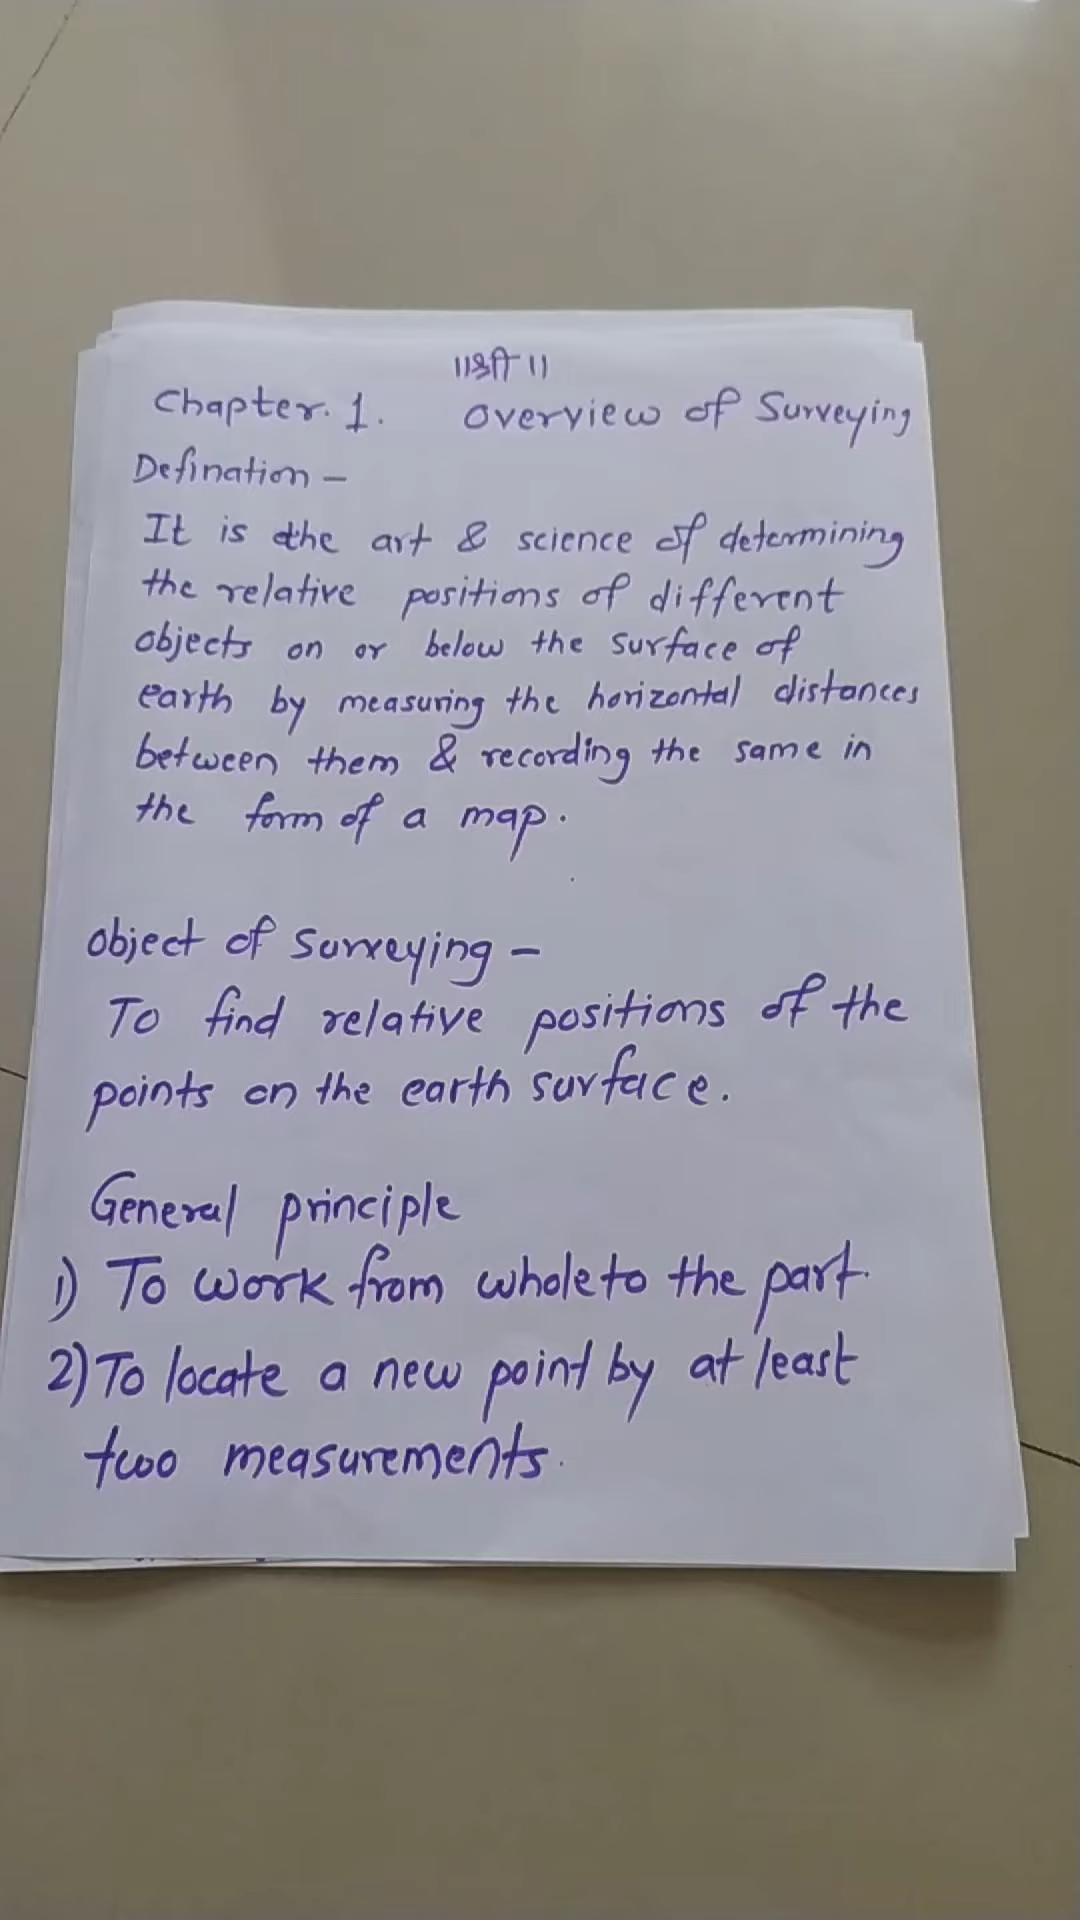 ॥श्री॥
Chapter. 1. Overview of Surveying
Defination –
It is the art & science of determining
the relative positions of different
objects on or below the surface of
earth by measuring the horizontal distances
between them & recording the same in
the form of a map.
Object of Surveying –
To find relative positions of the
points on the earth surface.
General principle
1) To work from whole to the part.
2) To locate a new point by at least
two measurements.